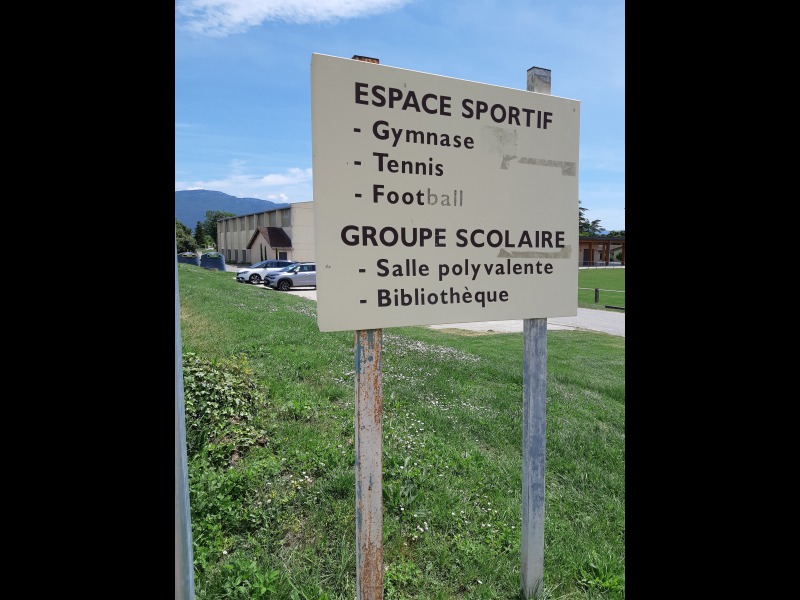 ESPACE SPORTIF
- Gymnase
- Tennis
- Football
GROUPE SCOLAIRE
- Salle polyvalente
- Bibliothèque